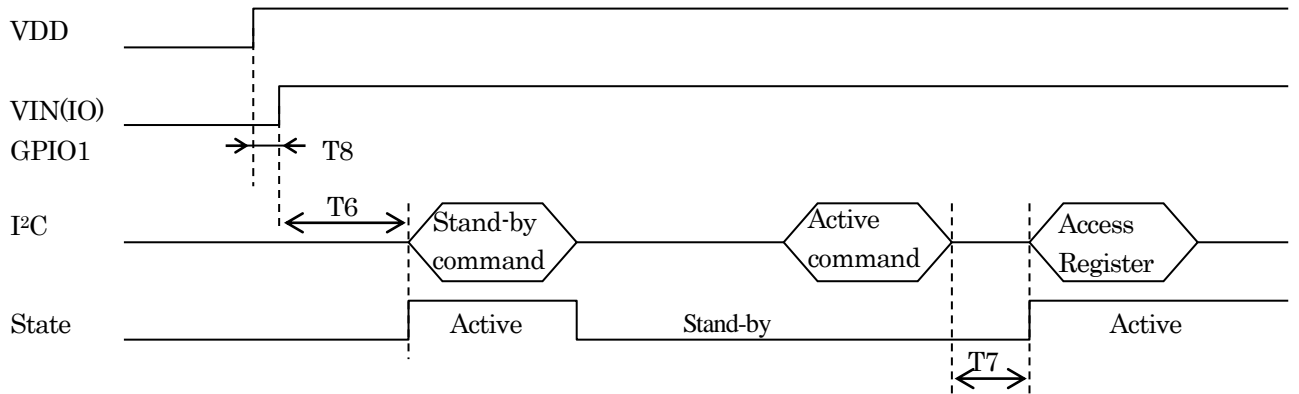 VDD
VIN(IO)
GPIO1
T8
T6
I²C
Stand-by
command
Active
command
Access
Register
State
Active
Stand-by
Active
T7